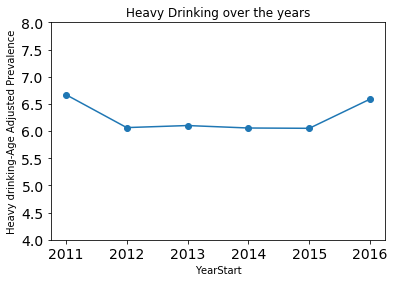 Heavy Drinking over the years
Heavy drinking-Age Adjusted Prevalence
8.0
7.5
7.0
6.5
6.0
5.5
5.0
4.5
4.0
2011 2012 2013 2014 2015 2016
YearStart